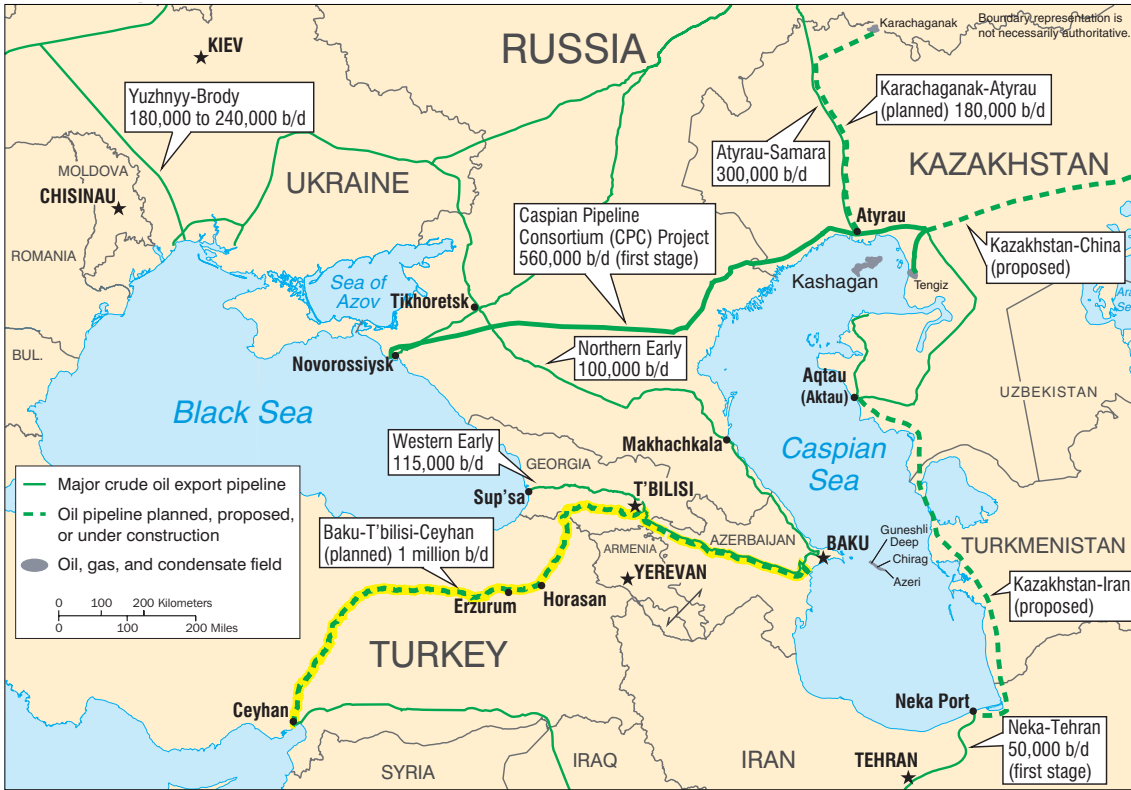 Karachaganak
Boundary representation is
not necessarily authoritative.
KIEV
RUSSIA
Yuzhnyy-Brody
180,000 to 240,000 b/d
Karachaganak-Atyrau
(planned) 180,000 b/d
Atyrau-Samara
300,000 b/d
KAZAKHSTAN
MOLDOVA
CHISINAU
UKRAINE
Caspian Pipeline
Consortium (CPC) Project
560,000 b/d (first stage)
Atyrau
Kazakhstan-China
(proposed)
ROMANIA
Sea of
Azov
Kashagan
Tengiz
Tikhoretsk
BUL.
Novorossiysk
Northern Early
100,000 b/d
Aqtau
(Aktau)
UZBEKISTAN
Black Sea
Western Early
115,000 b/d
Makhachkala
Caspian
Sea
GEORGIA
T'BILISI
Sup'sa
Major crude oil export pipeline
Oil pipeline planned, proposed,
or under construction
Oil, gas, and condensate field
0 100 200 Kilometers
0 100 200 Miles
Baku-T'bilisi-Ceyhan
(planned) 1 million b/d
ARMENIA
AZERBAIJAN
BAKU
Guneshli
Deep
Chirag
Azeri
TURKMENISTAN
YEREVAN
Erzurum
Horasan
Kazakhstan-Iran
(proposed)
TURKEY
Ceyhan
Neka Port
Neka-Tehran
50,000 b/d
(first stage)
SYRIA
IRAQ
IRAN
TEHRAN